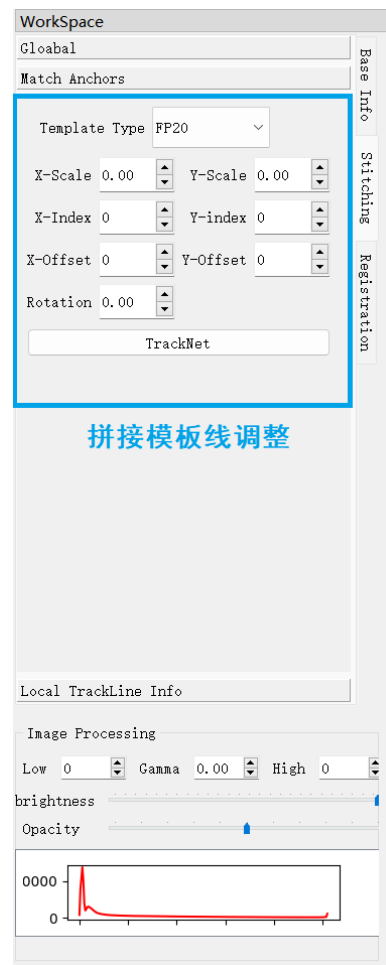 WorkSpace
Gloabal
Match Anchors
Template Type FP20
X-Scale 0.00 Y-Scale 0.00
X-Index 0 Y-index 0
X-Offset 0 Y-Offset 0
Rotation 0.00
TrackNet
拼接模板线调整
Local TrackLine Info
Base Info
Stitching
Registration
Image Processing
Low 0 Gamma 0.00 High 0
brightness
Opacity
0000
0